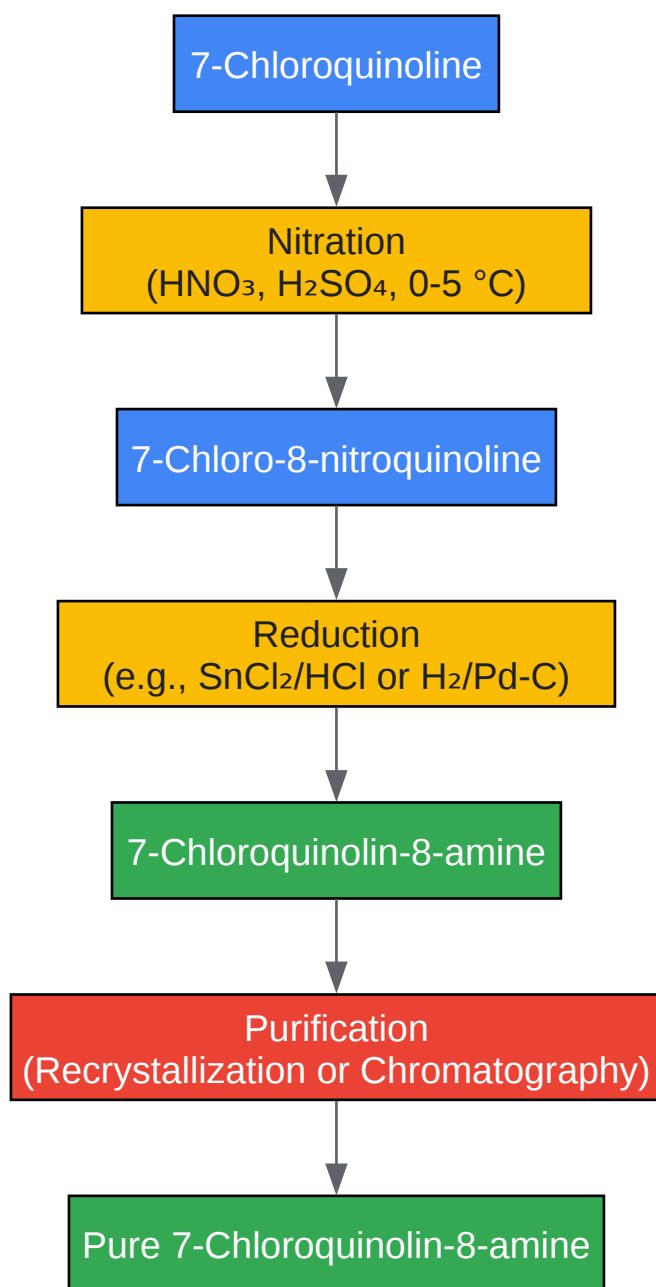 7-Chloroquinoline
Nitration
(HNO₃, H₂SO₄, 0-5 °C)
7-Chloro-8-nitroquinoline
Reduction
(e.g., SnCl₂/HCl or H₂/Pd-C)
7-Chloroquinolin-8-amine
Purification
(Recrystallization or Chromatography)
Pure 7-Chloroquinolin-8-amine